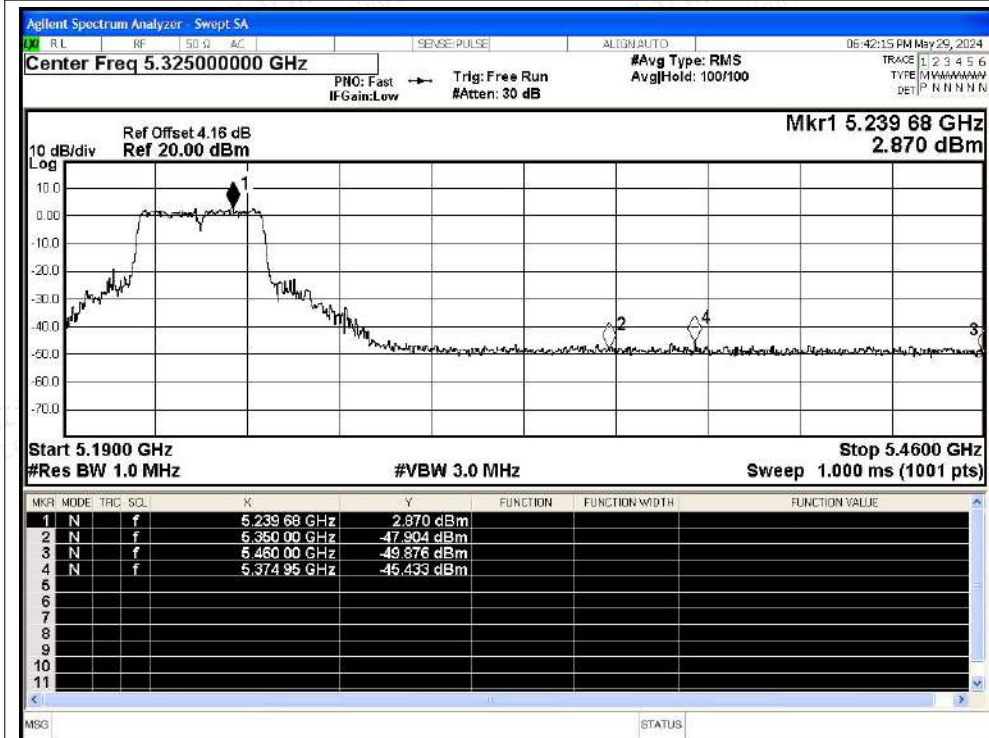 Agilent Spectrum Analyzer - Swept SA
LXI RL RF 50 Ω AC SENSE:PULSE ALIGN AUTO 06:42:15 PM May 29, 2024
Center Freq 5.325000000 GHz #Avg Type: RMS TRACE 1 2 3 4 5 6
PNO: Fast Trig: Free Run Avg|Hold: 100/100 TYPE M WWWWW
IFGain:Low #Atten: 30 dB DET P N N N N N
Mkr1 5.239 68 GHz
Ref Offset 4.16 dB
10 dB/div Ref 20.00 dBm 2.870 dBm
Log
10.0
1
0.00
-10.0
-20.0
-30.0
-40.0
2 4 3
-50.0
-60.0
-70.0
Start 5.1900 GHz Stop 5.4600 GHz
#Res BW 1.0 MHz #VBW 3.0 MHz Sweep 1.000 ms (1001 pts)
MKR MODE TRC SCL X Y FUNCTION FUNCTION WIDTH FUNCTION VALUE
1 N f 5.239 68 GHz 2.870 dBm
2 N f 5.350 00 GHz -47.904 dBm
3 N f 5.460 00 GHz -49.876 dBm
4 N f 5.374 95 GHz -45.433 dBm
5
6
7
8
9
10
11
MSG STATUS